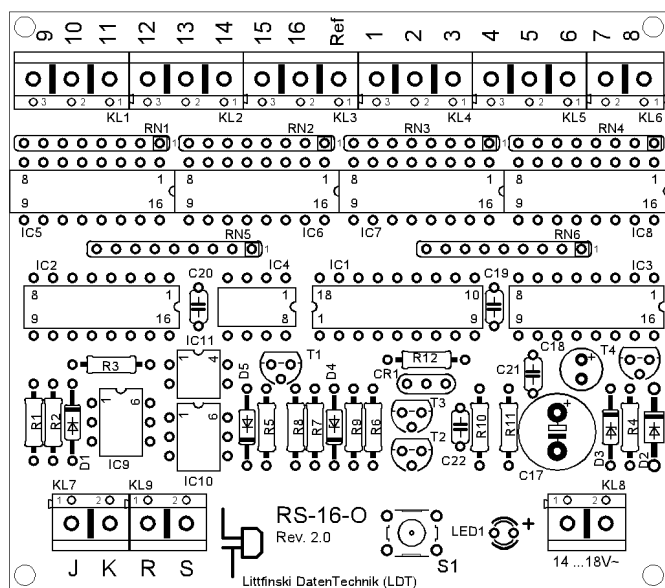 9 10 11 12 13 14 15 16 Ref 1 2 3 4 5 6 7 8
3 2 1 3 2 1 3 2 1 3 2 1 3 2 1 2 1
KL1 KL2 KL3 KL4 KL5 KL6
RN1 RN2 RN3 RN4
1 1 1 1
8 1 8 1 8 1 8 1
9 16 9 16 9 16 9 16
IC5 IC6 IC7 IC8
RN5 1 RN6 1
IC2 C20 IC4 IC1 C19 IC3
8 1 1 18 10 8 1
9 16 8 1 9 9 16
IC11 T1 R12 C18 T4
R3 1 4 D5 D4 CR1 C21 +
1 6 1 6 T3 +
R1 R2 R5 R8 R7 R9 R6 R10 R11 R4
D1 IC9 IC10 T2 C22 C17 D3 D2
KL7 KL9 KL8
1 2 1 2 1 2
RS-16-O
Rev. 2.0
LED1 +
S1
J K R S
14 ...18V~
Littfinski DatenTechnik (LDT)